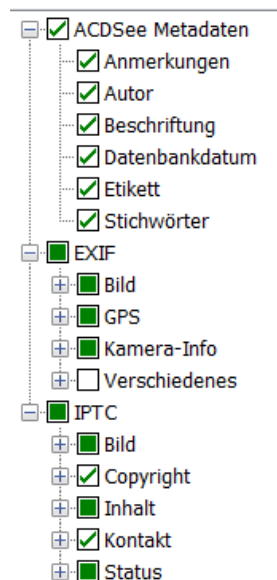 ACDSee Metadaten
Anmerkungen
Autor
Beschriftung
Datenbankdatum
Etikett
Stichwörter
EXIF
Bild
GPS
Kamera-Info
Verschiedenes
IPTC
Bild
Copyright
Inhalt
Kontakt
Status